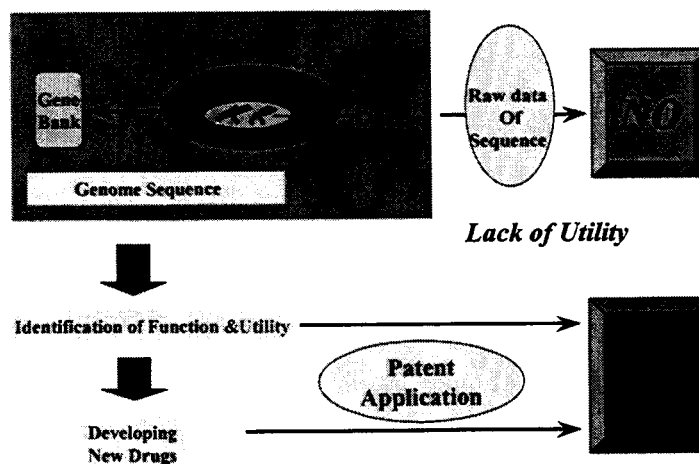 Gene
Bank
Genome Sequence
Raw data
Of
Sequence
NO
Lack of Utility
Identification of Function &Utility
Patent
Application
Developing
New Drugs